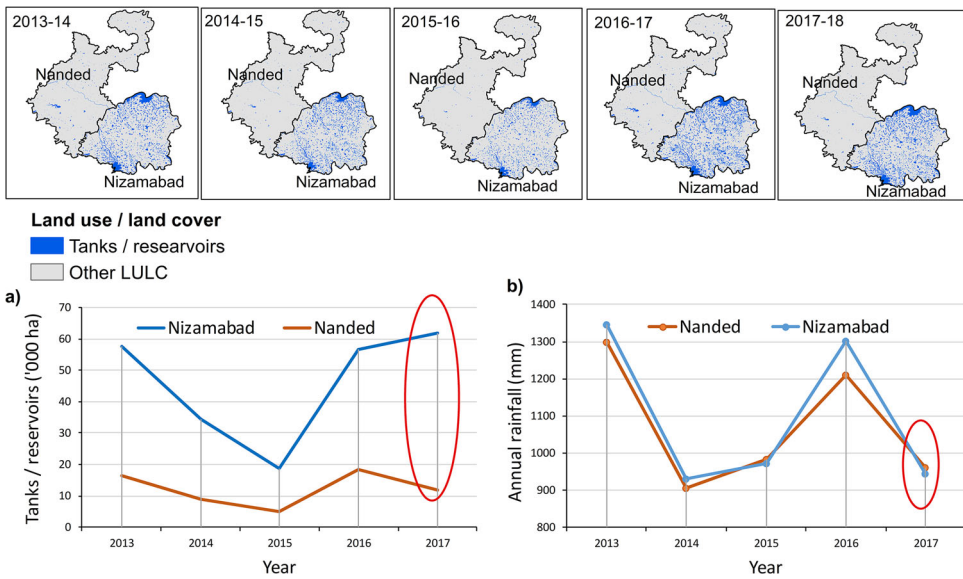 2013-14
2014-15
2015-16
2016-17
2017-18
Nanded
Nanded
Nanded
Nanded
Nanded
Nizamabad
Nizamabad
Nizamabad
Nizamabad
Nizamabad
Land use / land cover
Tanks / researvoirs
Other LULC
a)
Tanks / reservoirs ('000 ha)
70
60
50
40
30
20
10
0
Nizamabad
Nanded
2013
2014
2015
2016
2017
Year
b)
Annual rainfall (mm)
1400
1300
1200
1100
1000
900
800
Nanded
Nizamabad
2013
2014
2015
2016
2017
Year